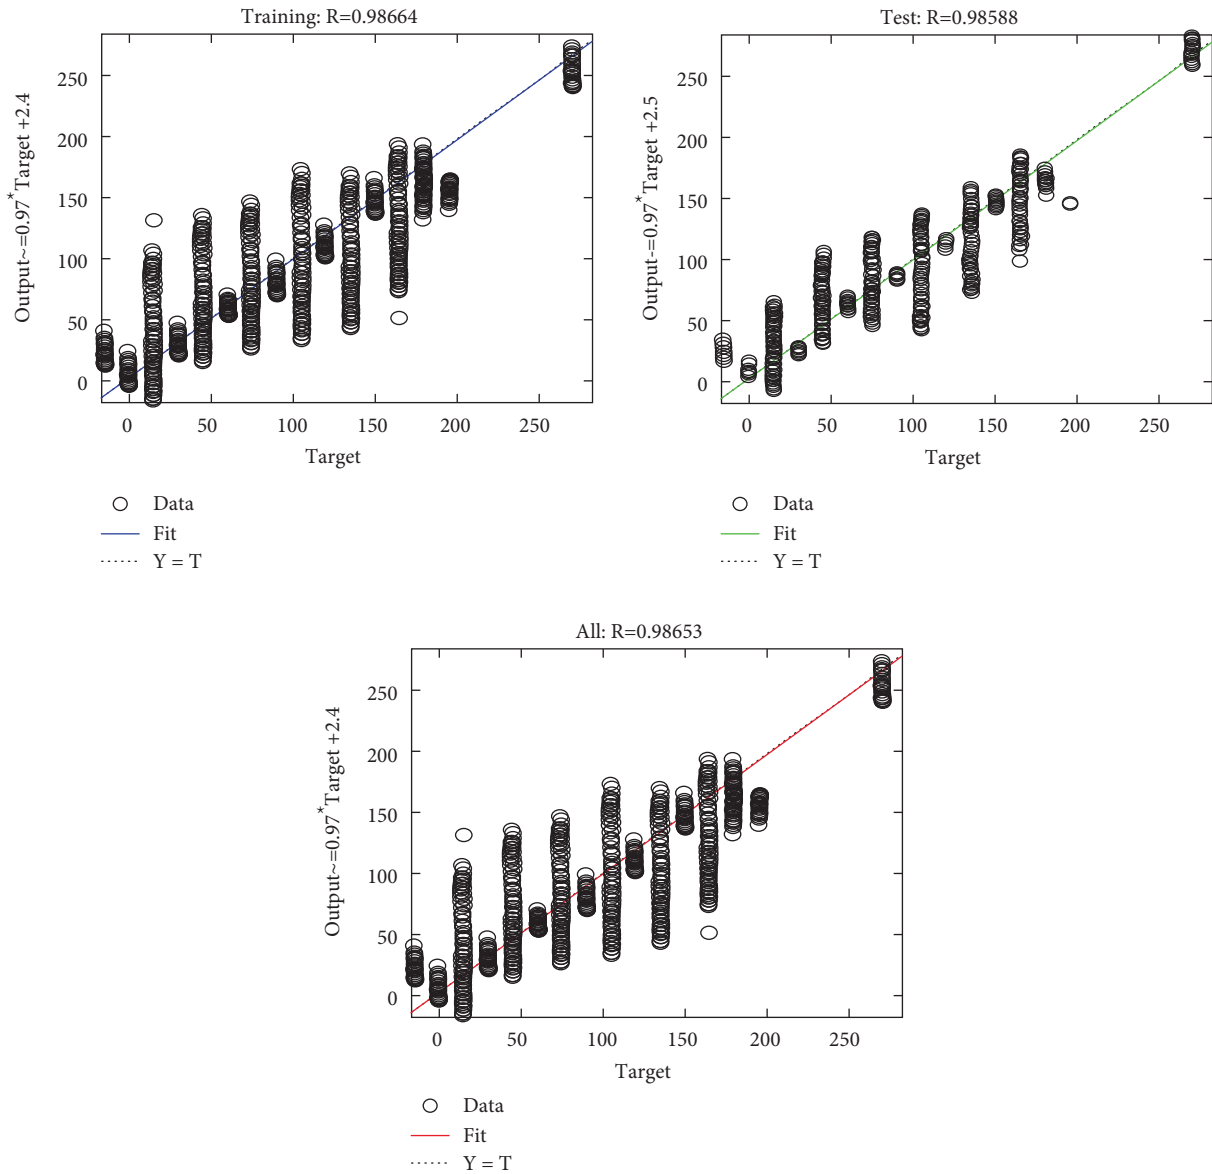 Training: R=0.98664
Output~=0.97*Target +2.4
250
200
150
100
50
0
0 50 100 150 200 250
Target
Data
Fit
Y = T
Test: R=0.98588
Output-=0.97*Target +2.5
250
200
150
100
50
0
0 50 100 150 200 250
Target
Data
Fit
Y = T
All: R=0.98653
Output~=0.97*Target +2.4
250
200
150
100
50
0
0 50 100 150 200 250
Target
Data
Fit
Y = T